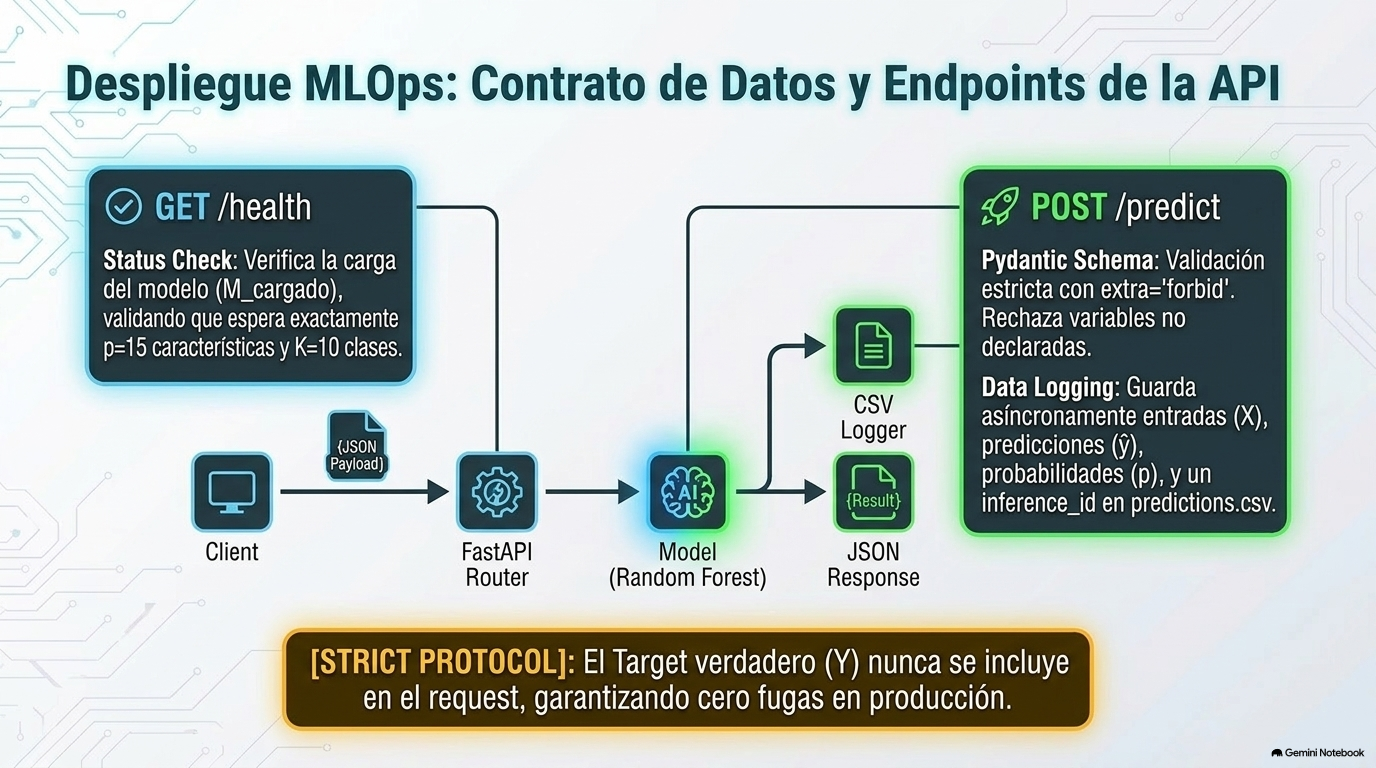 Despliegue MLOps: Contrato de Datos y Endpoints de la API
GET /health
Status Check: Verifica la carga
del modelo (M_cargado),
validando que espera exactamente
p=15 características y K=10 clases.
POST /predict
Pydantic Schema: Validación
estricta con extra='forbid'.
Rechaza variables no
declaradas.
Data Logging: Guarda
asíncronamente entradas (X),
predicciones (ŷ),
probabilidades (p), y un
inference_id en predictions.csv.
{JSON
Payload}
Client
FastAPI
Router
AI
Model
(Random Forest)
CSV
Logger
{Result}
JSON
Response
[STRICT PROTOCOL]: El Target verdadero (Y) nunca se incluye
en el request, garantizando cero fugas en producción.
Gemini Notebook